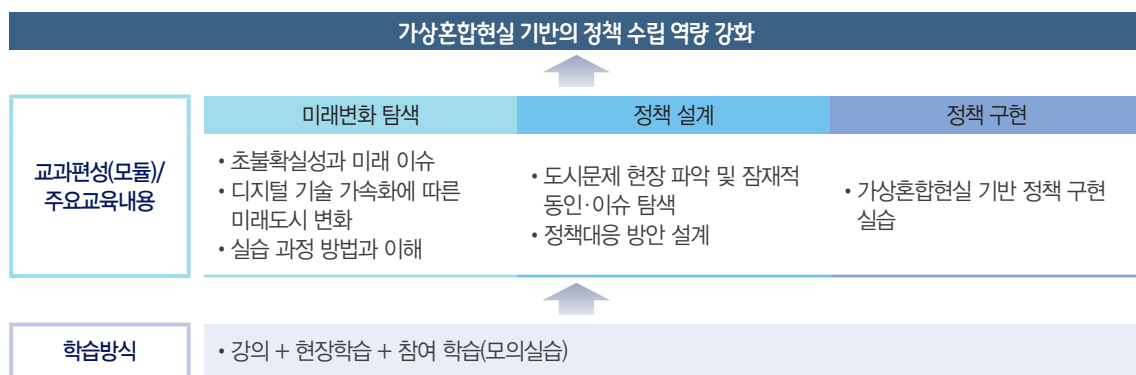 가상혼합현실 기반의 정책 수립 역량 강화
교과편성(모듈)/
주요교육내용
미래변화 탐색
• 초불확실성과 미래 이슈
• 디지털 기술 가속화에 따른
미래도시 변화
• 실습 과정 방법과 이해
정책 설계
• 도시문제 현장 파악 및 잠재적
동인·이슈 탐색
• 정책대응 방안 설계
정책 구현
• 가상혼합현실 기반 정책 구현
실습
학습방식
• 강의 + 현장학습 + 참여 학습(모의실습)